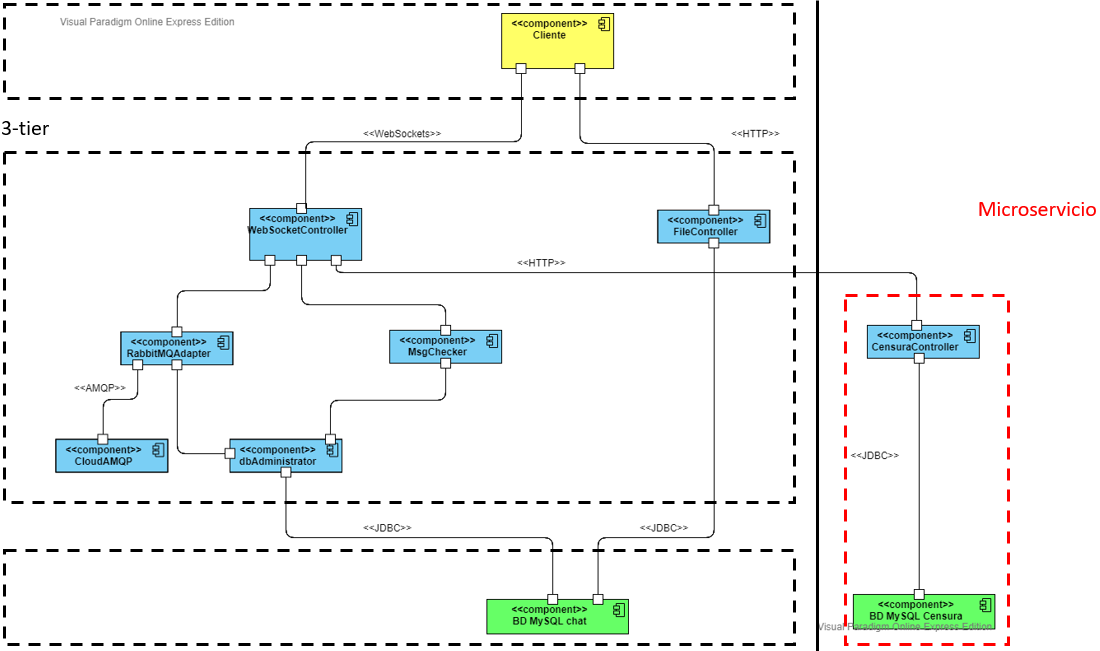 Visual Paradigm Online Express Edition
<<component>>
Cliente
3-tier
<<WebSockets>>
<<HTTP>>
<<component>>
WebSocketController
<<component>>
FileController
Microservicio
<<HTTP>>
<<component>>
RabbitMQAdapter
<<component>>
MsgChecker
<<component>>
CensuraController
<<AMQP>>
<<component>>
CloudAMQP
<<component>>
dbAdministrator
<<JDBC>>
<<JDBC>>
<<JDBC>>
<<component>>
BD MySQL chat
<<component>>
BD MySQL Censura
Visual Paradigm Online Express Edition